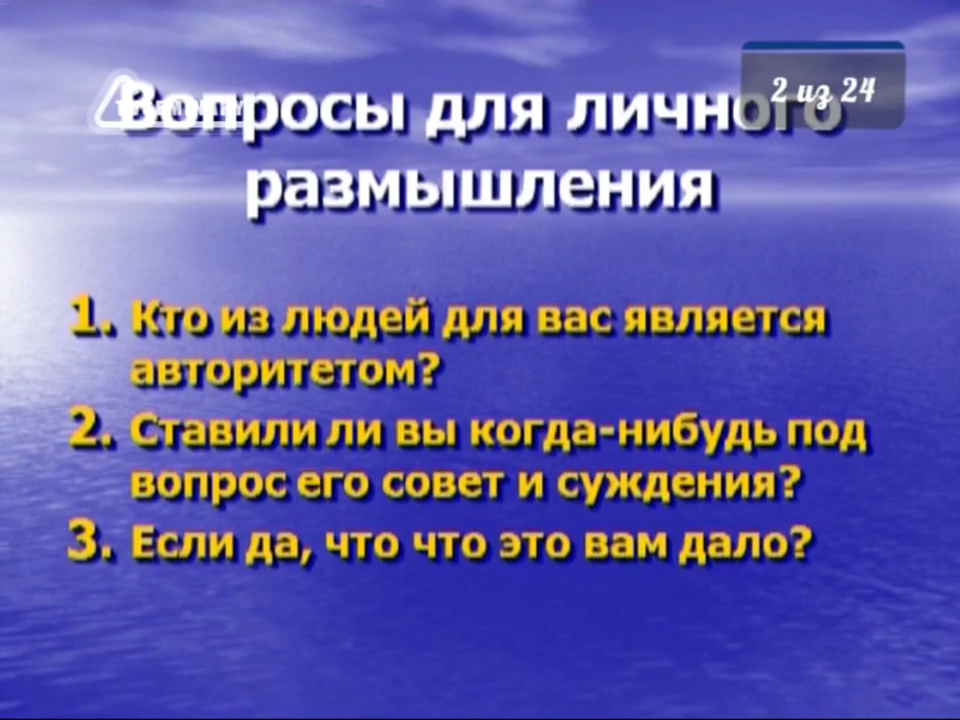 2 из 24
Вопросы для личного
размышления
1. Кто из людей для вас является
авторитетом?
2. Ставили ли вы когда-нибудь под
вопрос его совет и суждения?
3. Если да, что что это вам дало?